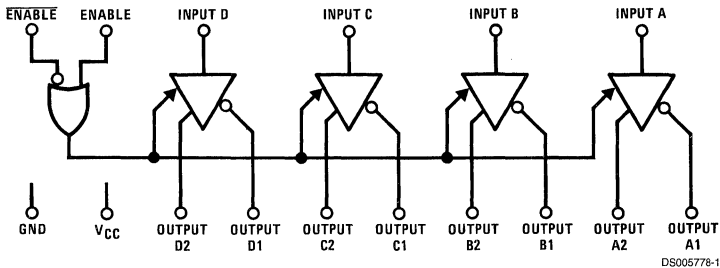 ENABLE ENABLE INPUT D INPUT C INPUT B INPUT A
GND VCC OUTPUT D2 OUTPUT D1 OUTPUT C2 OUTPUT C1 OUTPUT B2 OUTPUT B1 OUTPUT A2 OUTPUT A1
DS005778-1